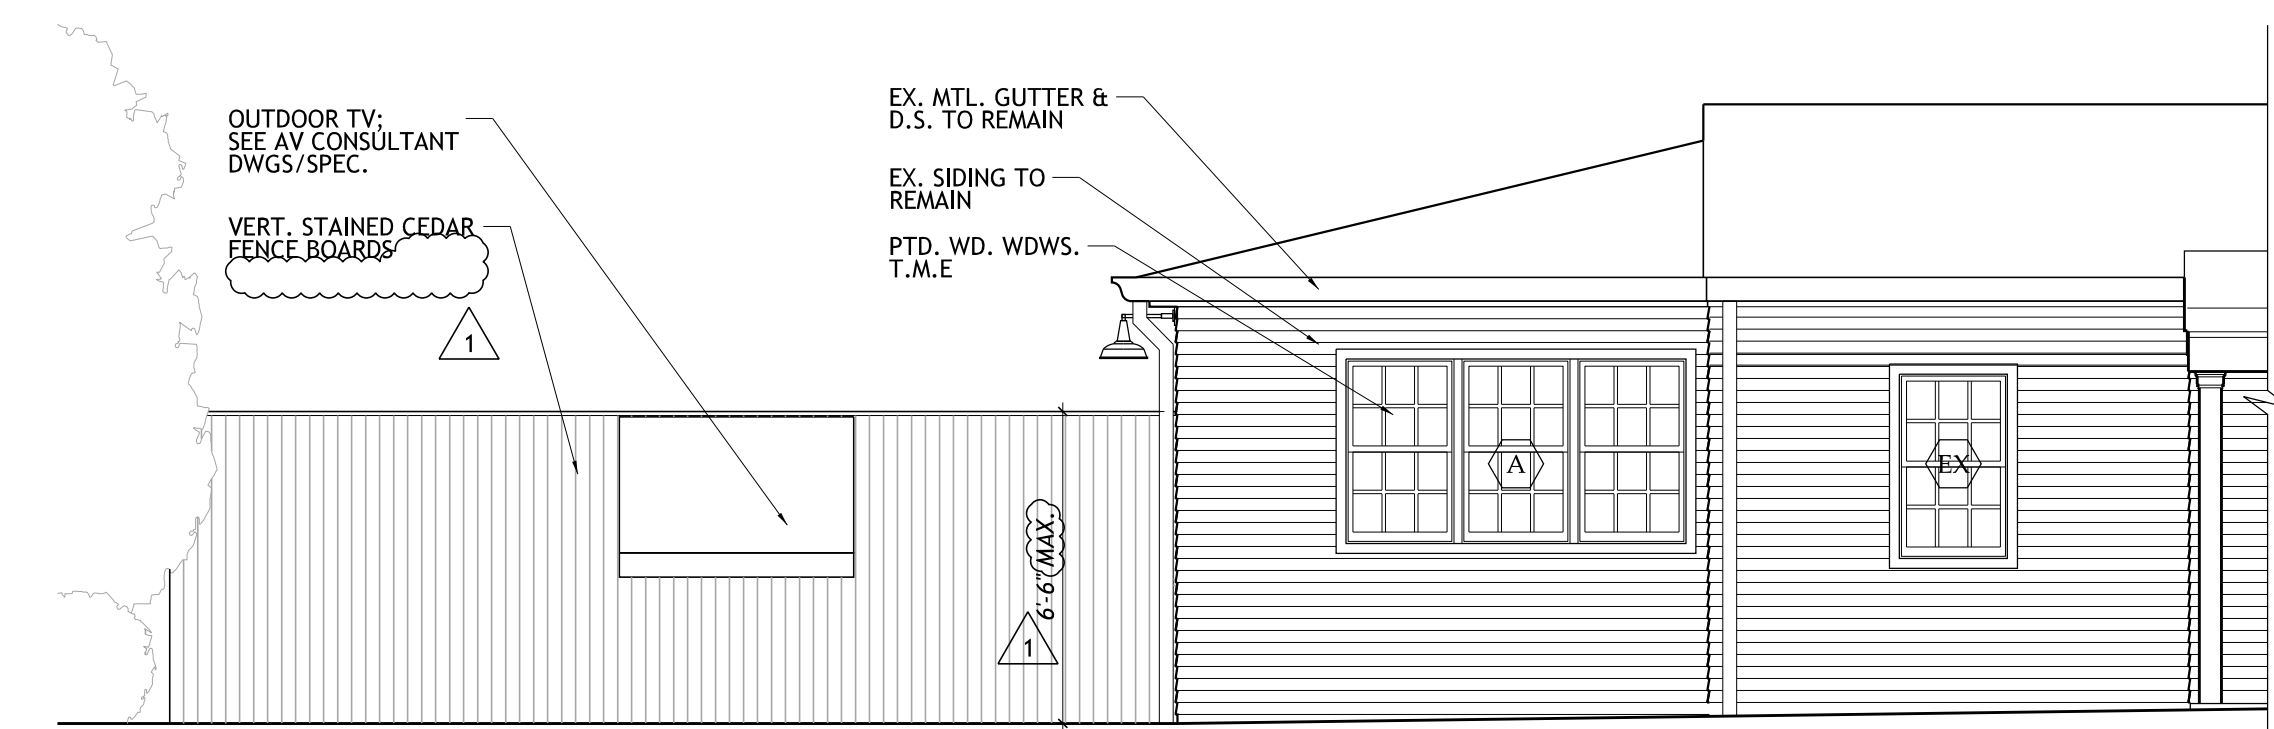 OUTDOOR TV;
SEE AV CONSULTANT
DWGS/SPEC.
VERT. STAINED CEDAR
FENCE BOARDS
1
EX. MTL. GUTTER &
D.S. TO REMAIN
EX. SIDING TO
REMAIN
PTD. WD. WDWS.
T.M.E
6'-6" MAX.
1
A
EX